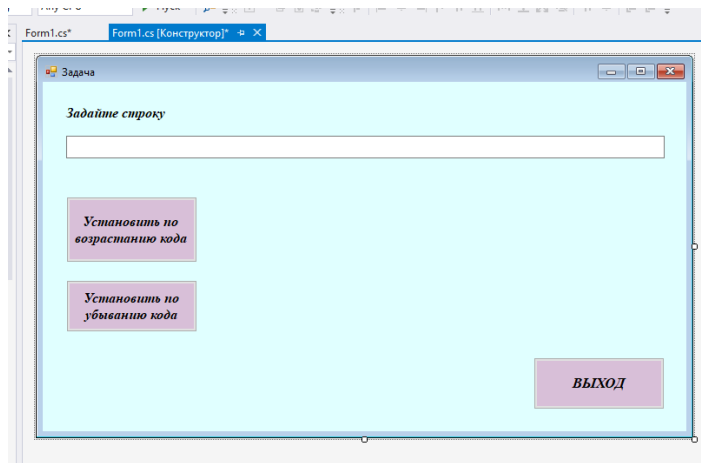 Form1.cs*
Form1.cs [Конструктор]*
Задача
Задайте строку
Установить по
возрастанию кода
Установить по
убыванию кода
ВЫХОД